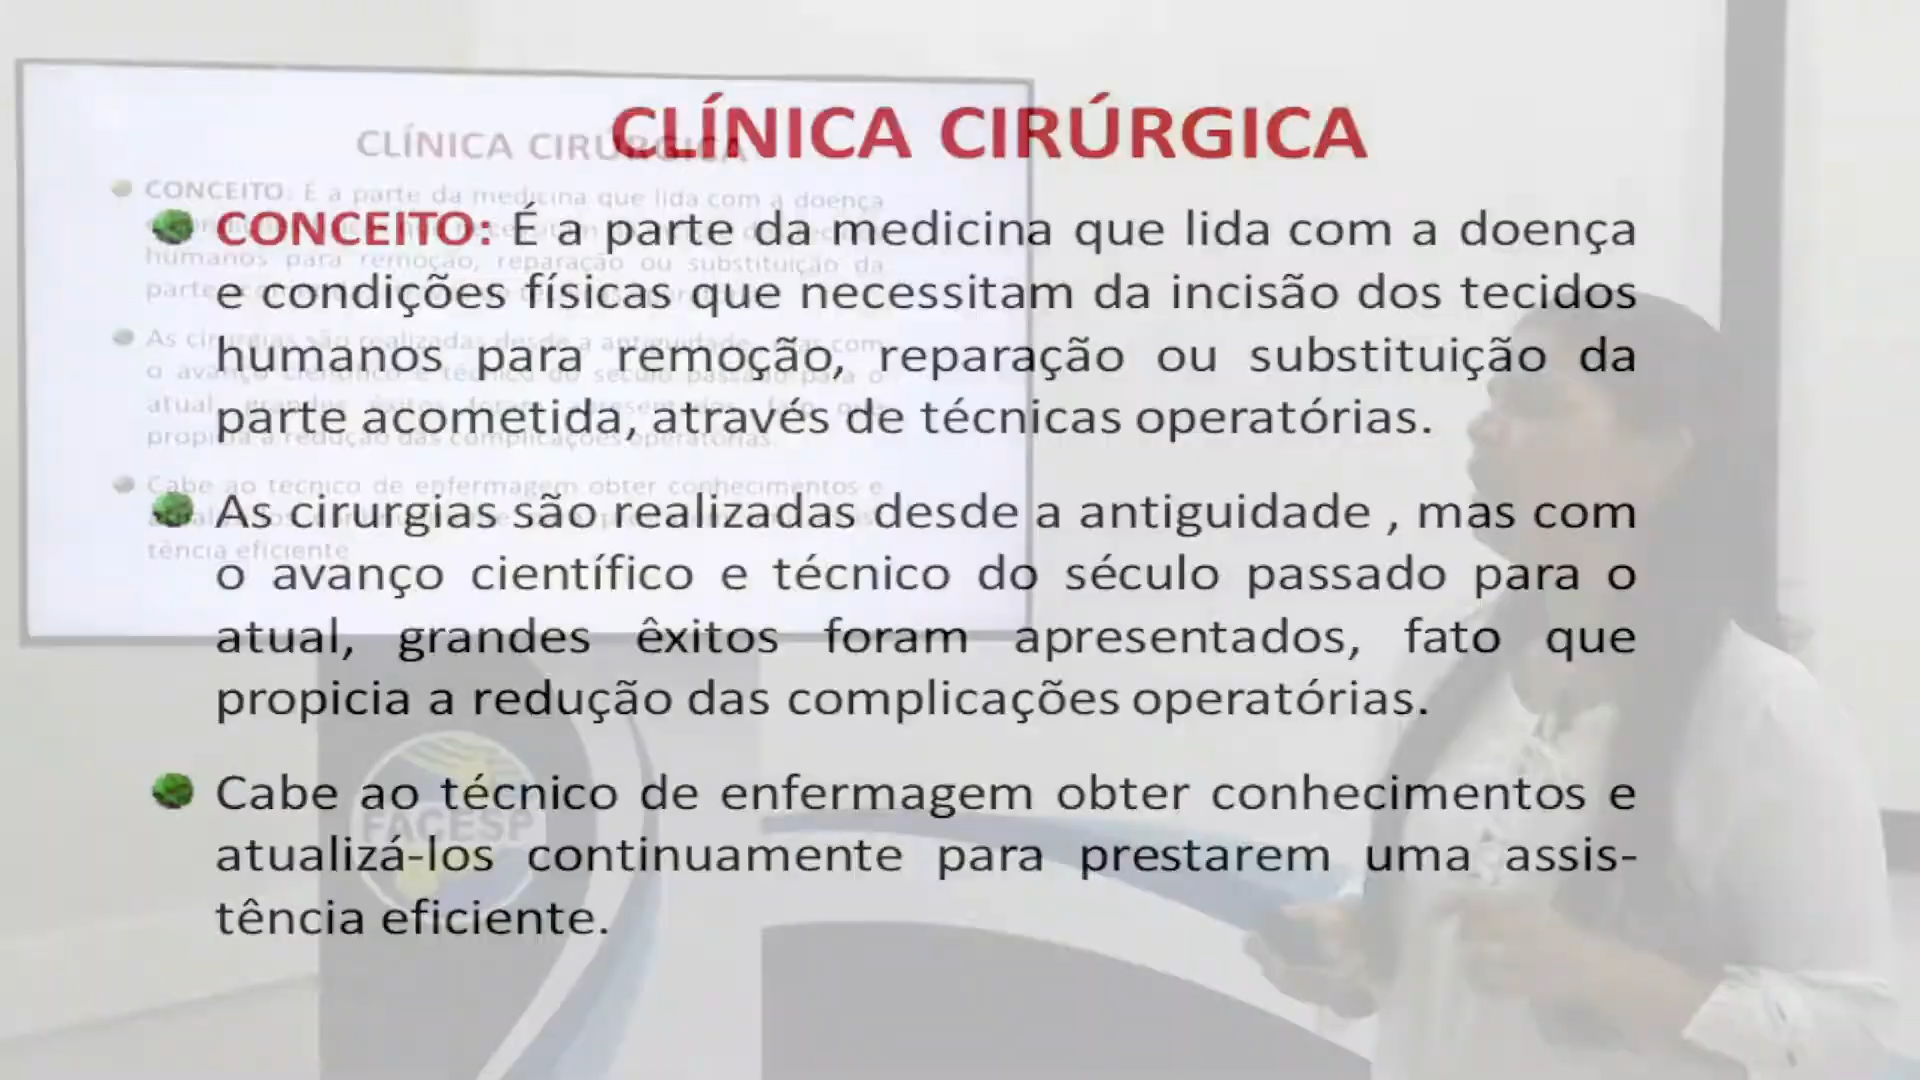 CLÍNICA CIRÚRGICA
CONCEITO: É a parte da medicina que lida com a doença
e condições físicas que necessitam da incisão dos tecidos
humanos para remoção, reparação ou substituição da
parte acometida, através de técnicas operatórias.
As cirurgias são realizadas desde a antiguidade , mas com
o avanço científico e técnico do século passado para o
atual, grandes êxitos foram apresentados, fato que
propicia a redução das complicações operatórias.
Cabe ao técnico de enfermagem obter conhecimentos e
atualizá-los continuamente para prestarem uma assis-
tência eficiente.
FACESP